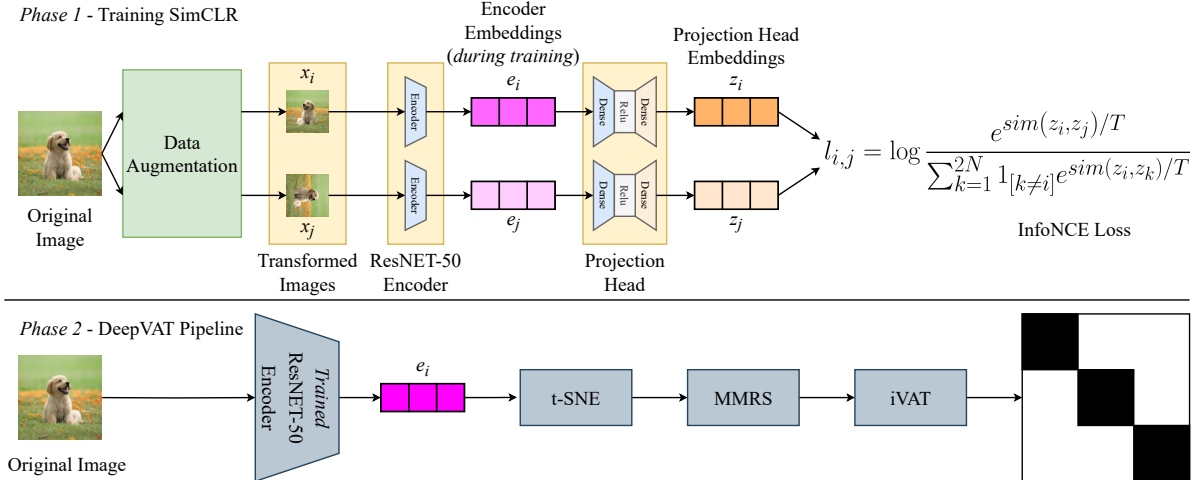 Phase 1 - Training SimCLR
Encoder
Embeddings
(during training)
Projection Head
Embeddings
Original
Image
Data
Augmentation
x_i
x_j
Transformed
Images
Encoder
Encoder
ResNET-50
Encoder
e_i
e_j
Dense
Relu
Dense
Dense
Relu
Dense
Projection
Head
z_i
z_j
l_{i,j} = log \frac{e^{sim(z_i,z_j)/T}}{\sum_{k=1}^{2N} 1_{[k≠i]}e^{sim(z_i,z_k)/T}}
InfoNCE Loss
Phase 2 - DeepVAT Pipeline
Original Image
Trained
ResNET-50
Encoder
e_i
t-SNE
MMRS
iVAT